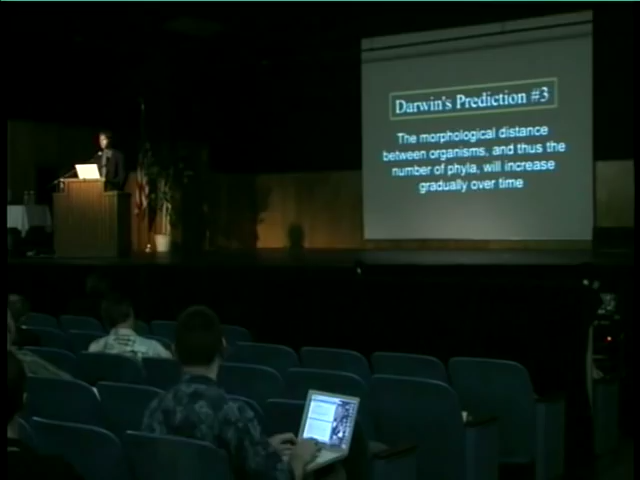 Darwin's Prediction #3
The morphological distance
between organisms, and thus the
number of phyla, will increase
gradually over time